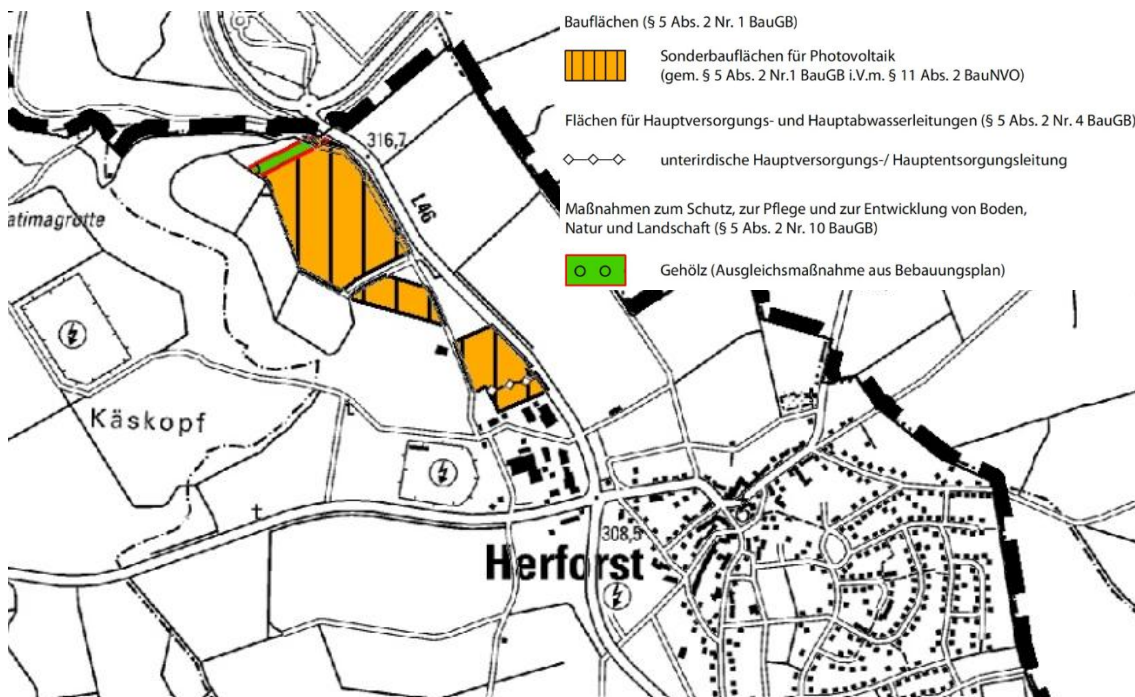 Bauflächen (§ 5 Abs. 2 Nr. 1 BauGB)
Sonderbauflächen für Photovoltaik
(gem. § 5 Abs. 2 Nr.1 BauGB i.V.m. § 11 Abs. 2 BauNVO)
Flächen für Hauptversorgungs- und Hauptabwasserleitungen (§ 5 Abs. 2 Nr. 4 BauGB)
unterirdische Hauptversorgungs-/ Hauptentsorgungsleitung
Maßnahmen zum Schutz, zur Pflege und zur Entwicklung von Boden,
Natur und Landschaft (§ 5 Abs. 2 Nr. 10 BauGB)
Gehölz (Ausgleichsmaßnahme aus Bebauungsplan)
316,7
L46
atimagrotte
Käskopf
308,5
Herforst